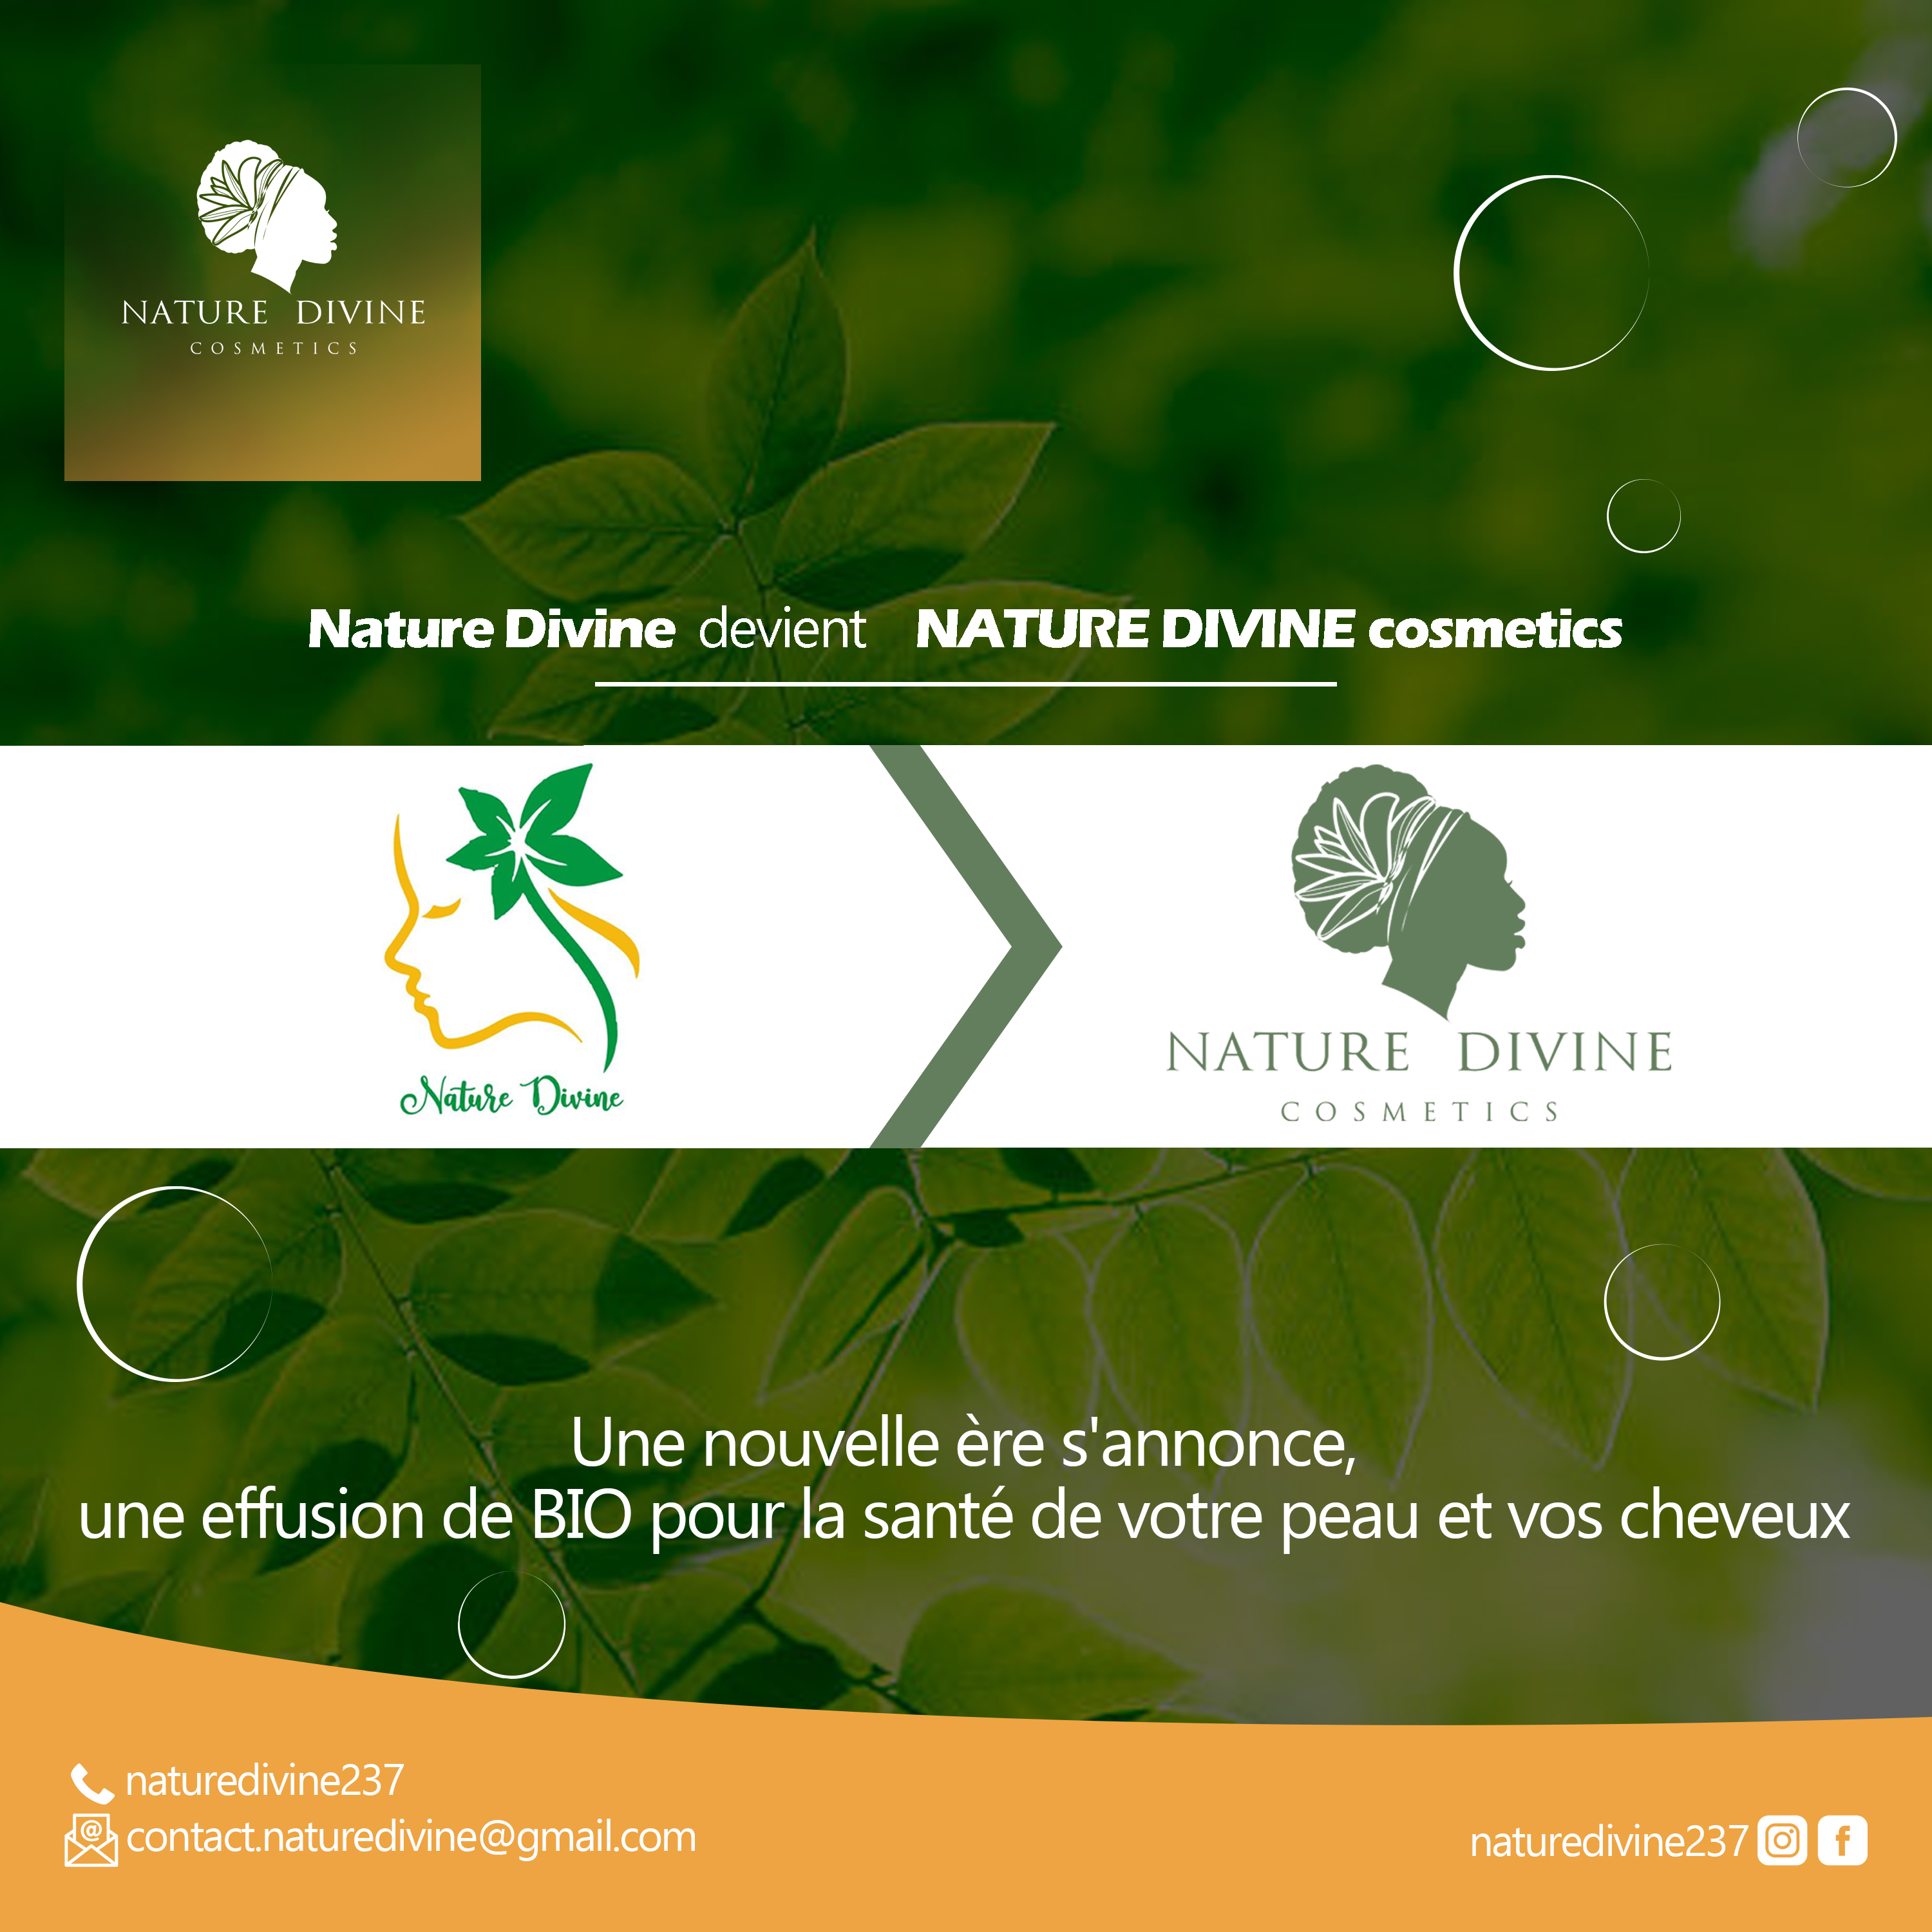 NATURE DIVINE
COSMETICS
Nature Divine devient NATURE DIVINE cosmetics
Nature Divine
NATURE DIVINE
COSMETICS
Une nouvelle ère s'annonce,
une effusion de BIO pour la santé de votre peau et vos cheveux
naturedivine237
contact.naturedivine@gmail.com
naturedivine237